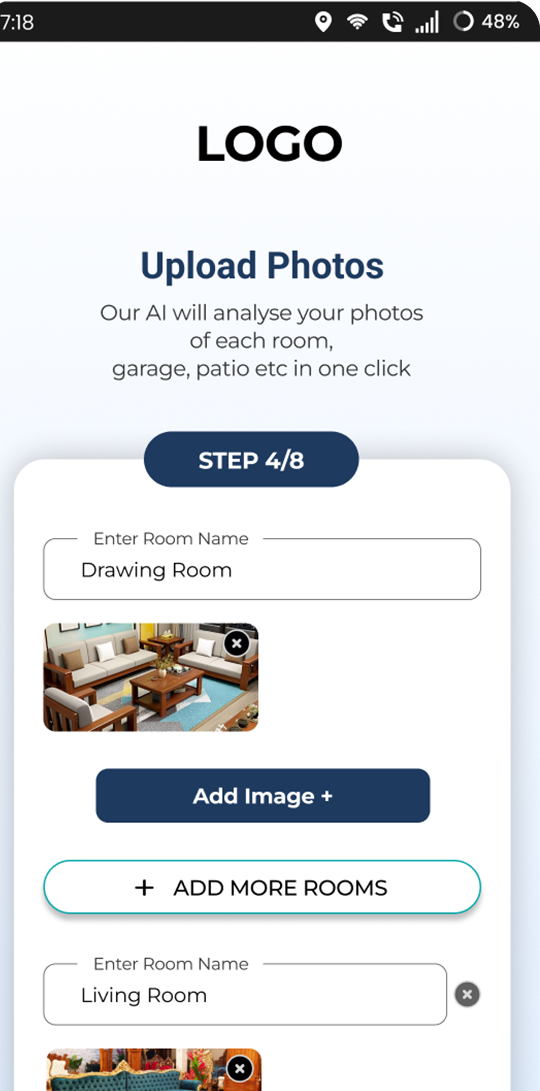 7:18
48%
LOGO
Upload Photos
Our AI will analyse your photos
of each room,
garage, patio etc in one click
STEP 4/8
Enter Room Name
Drawing Room
Add Image +
+ ADD MORE ROOMS
Enter Room Name
Living Room